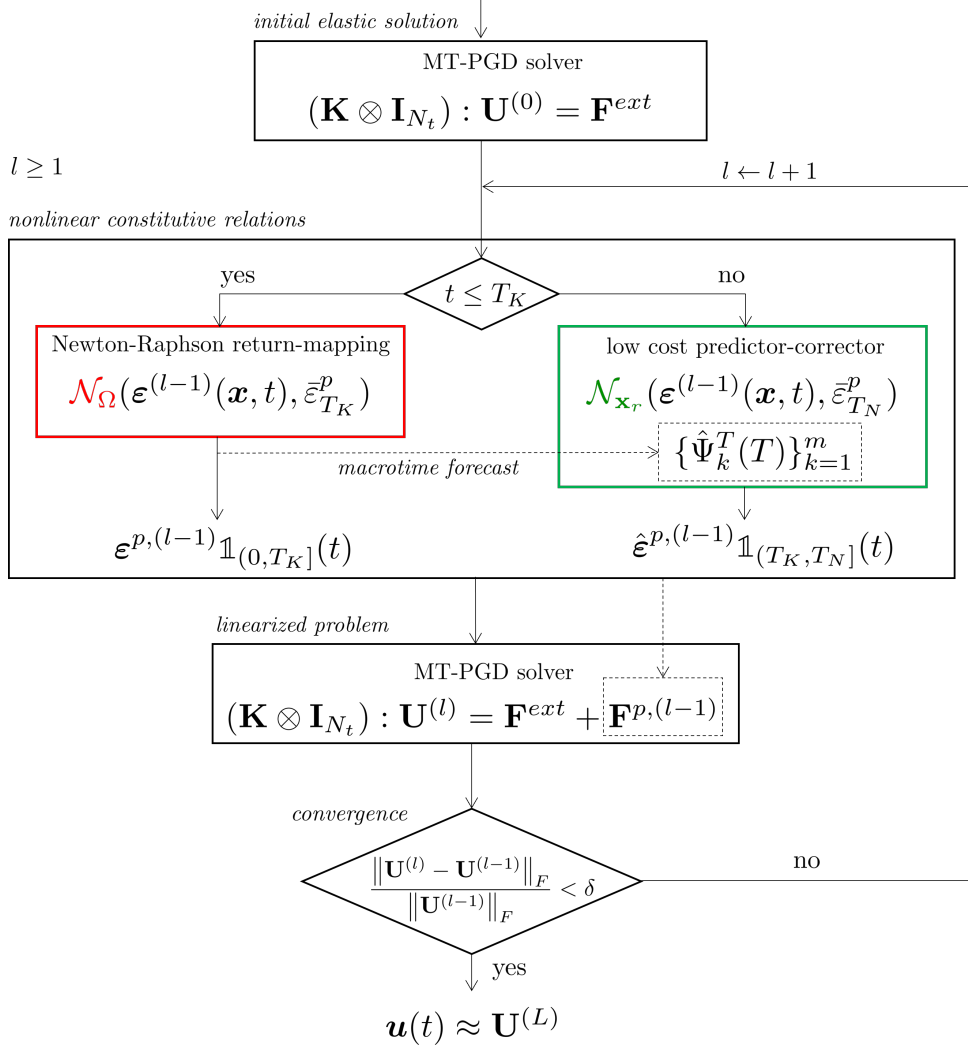 initial elastic solution
MT-PGD solver
(𝐊 ⊗ 𝐈_{N_t}) : 𝐔^{(0)} = 𝐅^{ext}
l ≥ 1
l ← l + 1
nonlinear constitutive relations
yes
t ≤ T_K
no
Newton-Raphson return-mapping
𝒩_Ω(𝜺^{(l−1)}(𝒙, t), ε̄^p_{T_K})
low cost predictor-corrector
𝒩_{𝐱_r}(𝜺^{(l−1)}(𝒙, t), ε̄^p_{T_N})
{Ψ̂^T_k(T)}^m_{k=1}
macrotime forecast
𝜺^{p,(l−1)}𝟙_{(0,T_K]}(t)
𝜺̂^{p,(l−1)}𝟙_{(T_K,T_N]}(t)
linearized problem
MT-PGD solver
(𝐊 ⊗ 𝐈_{N_t}) : 𝐔^{(l)} = 𝐅^{ext} + 𝐅^{p,(l−1)}
convergence
‖𝐔^{(l)} − 𝐔^{(l−1)}‖_F / ‖𝐔^{(l−1)}‖_F < δ
no
yes
𝒖(t) ≈ 𝐔^{(L)}